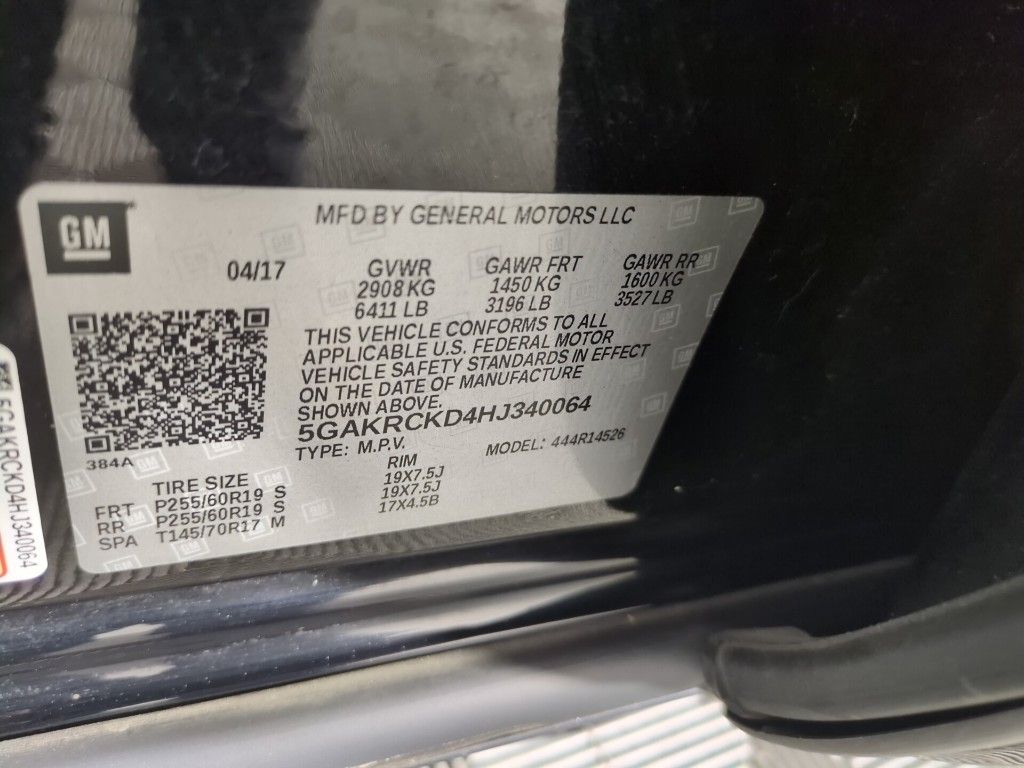 GM
MFD BY GENERAL MOTORS LLC
04/17
GVWR
2908 KG
6411 LB
GAWR FRT
1450 KG
3196 LB
GAWR RR
1600 KG
3527 LB
THIS VEHICLE CONFORMS TO ALL
APPLICABLE U.S. FEDERAL MOTOR
VEHICLE SAFETY STANDARDS IN EFFECT
ON THE DATE OF MANUFACTURE
SHOWN ABOVE.
5GAKRCKD4HJ340064
TYPE: M.P.V. MODEL: 444R14526
384A
TIRE SIZE RIM
FRT P255/60R19 S 19X7.5J
RR P255/60R19 S 19X7.5J
SPA T145/70R17 M 17X4.5B
5GAKRCKD4HJ340064